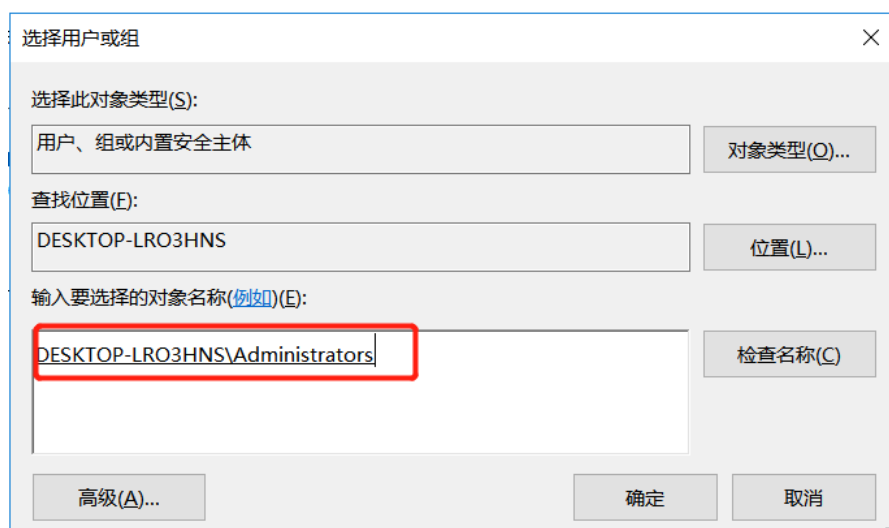 选择用户或组
选择此对象类型(S):
用户、组或内置安全主体
对象类型(O)...
查找位置(F):
DESKTOP-LRO3HNS
位置(L)...
输入要选择的对象名称(例如)(E):
DESKTOP-LRO3HNS\Administrators
检查名称(C)
高级(A)...
确定
取消